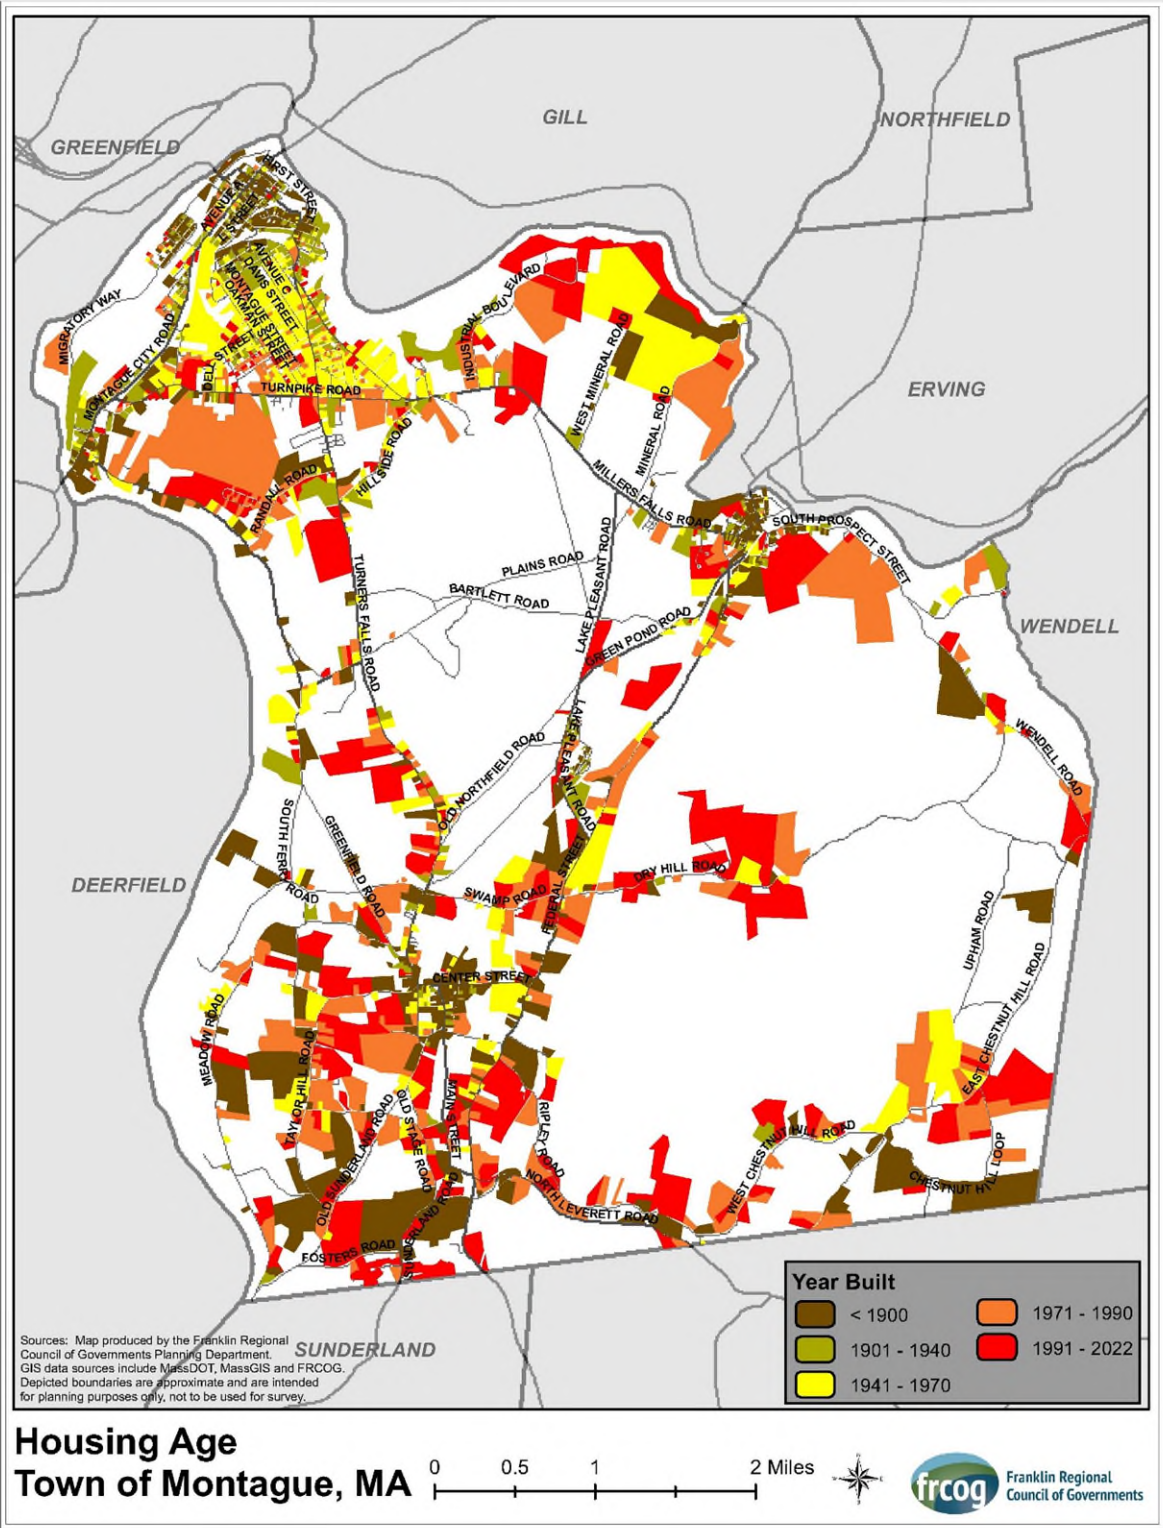 GILL
NORTHFIELD
GREENFIELD
FIRST STREET
AVENUE A
L STREET
AVENUE C
DAVIS STREET
MONTAGUE STREET
OAKMAN STREET
DELL STREET
MIGRATORY WAY
MONTAGUE CITY ROAD
TURNPIKE ROAD
INDUSTRIAL BOULEVARD
WEST MINERAL ROAD
MINERAL ROAD
ERVING
HILLSIDE ROAD
RANDALL ROAD
MILLERS FALLS ROAD
SOUTH PROSPECT STREET
PLAINS ROAD
BARTLETT ROAD
LAKE PLEASANT ROAD
GREEN POND ROAD
TURNERS FALLS ROAD
WENDELL
WENDELL ROAD
OLD NORTHFIELD ROAD
LAKE PLEASANT ROAD
SOUTH FERRY ROAD
GREENFIELD ROAD
DEERFIELD
SWAMP ROAD
FEDERAL STREET
DRY HILL ROAD
UPHAM ROAD
EAST CHESTNUT HILL ROAD
CENTER STREET
MEADOW ROAD
TAYLOR HILL ROAD
OLD SUNDERLAND ROAD
OLD STAGE ROAD
MAIN STREET
RIPLEY ROAD
NORTH LEVERETT ROAD
WEST CHESTNUT HILL ROAD
CHESTNUT HILL LOOP
SUNDERLAND ROAD
FOSTERS ROAD
SUNDERLAND
Year Built
< 1900
1901 - 1940
1941 - 1970
1971 - 1990
1991 - 2022
Sources: Map produced by the Franklin Regional
Council of Governments Planning Department.
GIS data sources include MassDOT, MassGIS and FRCOG.
Depicted boundaries are approximate and are intended
for planning purposes only, not to be used for survey.
Housing Age
Town of Montague, MA
0 0.5 1 2 Miles
frcog
Franklin Regional
Council of Governments